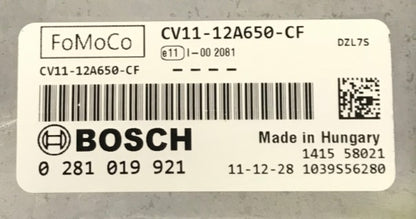 FoMoCo
CV11-12A650-CF
e11 I-00 2081
DZL7S
CV11-12A650-CF - - - -
BOSCH
Made in Hungary
0 281 019 921
1415 58021
11-12-28 1039S56280